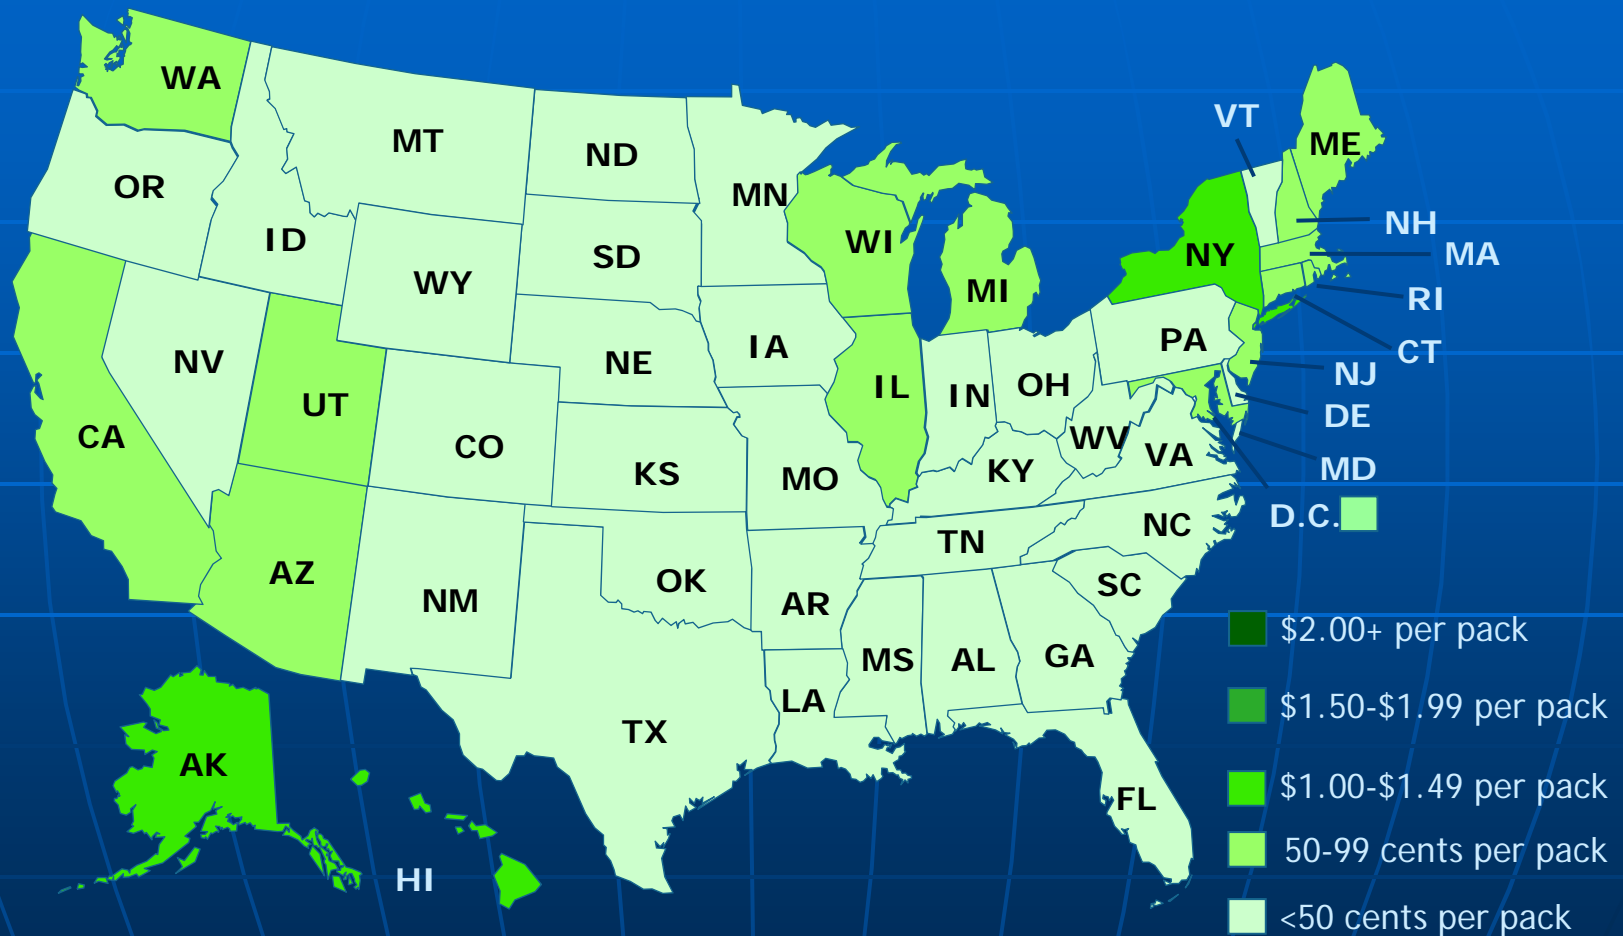 WA
MT
ND
OR
ID
MN
SD
WY
WI
MI
VT
ME
NY
NH
MA
RI
CT
NJ
DE
MD
D.C.
PA
NV
UT
CA
CO
NE
IA
IL
IN
OH
WV
VA
KS
MO
KY
NC
TN
AZ
NM
OK
AR
SC
MS
AL
GA
LA
TX
FL
AK
HI
$2.00+ per pack
$1.50-$1.99 per pack
$1.00-$1.49 per pack
50-99 cents per pack
<50 cents per pack